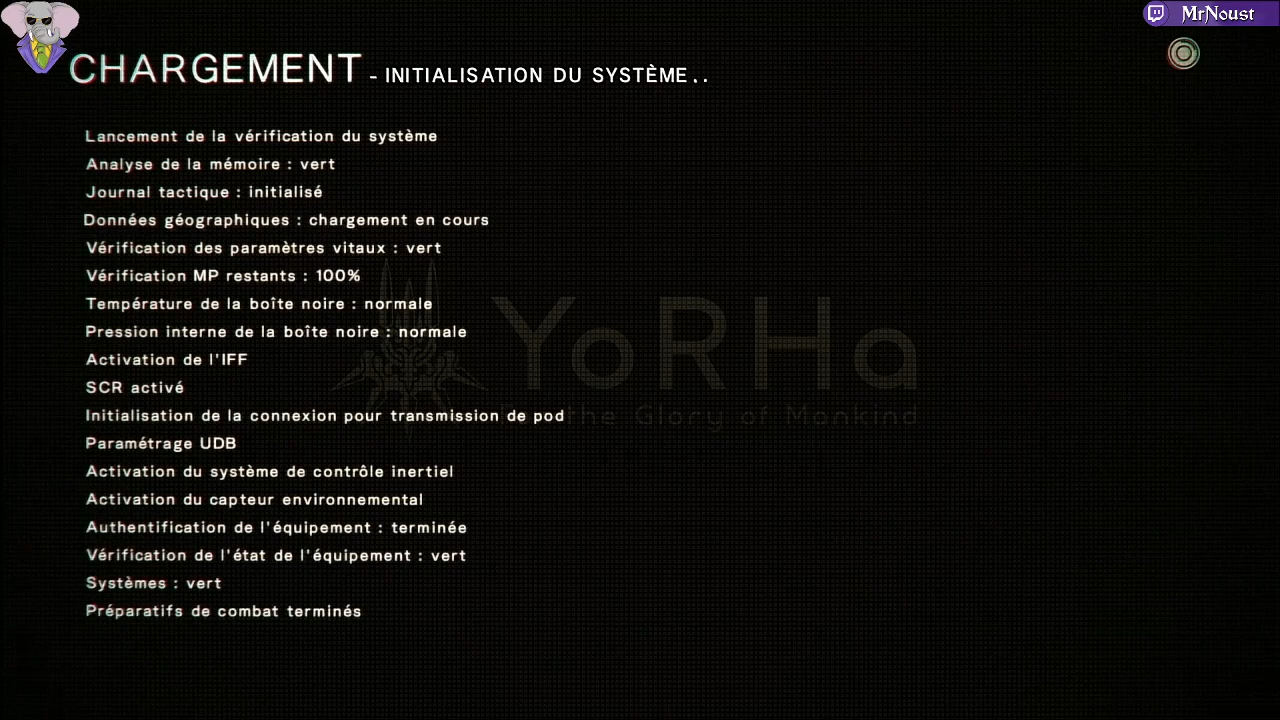 MrNoust
CHARGEMENT - INITIALISATION DU SYSTÈME..
Lancement de la vérification du système
Analyse de la mémoire : vert
Journal tactique : initialisé
Données géographiques : chargement en cours
Vérification des paramètres vitaux : vert
Vérification MP restants : 100%
Température de la boîte noire : normale
Pression interne de la boîte noire : normale
Activation de l'IFF
SCR activé
Initialisation de la connexion pour transmission de pod
Paramétrage UDB
Activation du système de contrôle inertiel
Activation du capteur environnemental
Authentification de l'équipement : terminée
Vérification de l'état de l'équipement : vert
Systèmes : vert
Préparatifs de combat terminés
YoRHa
the Glory of Mankind